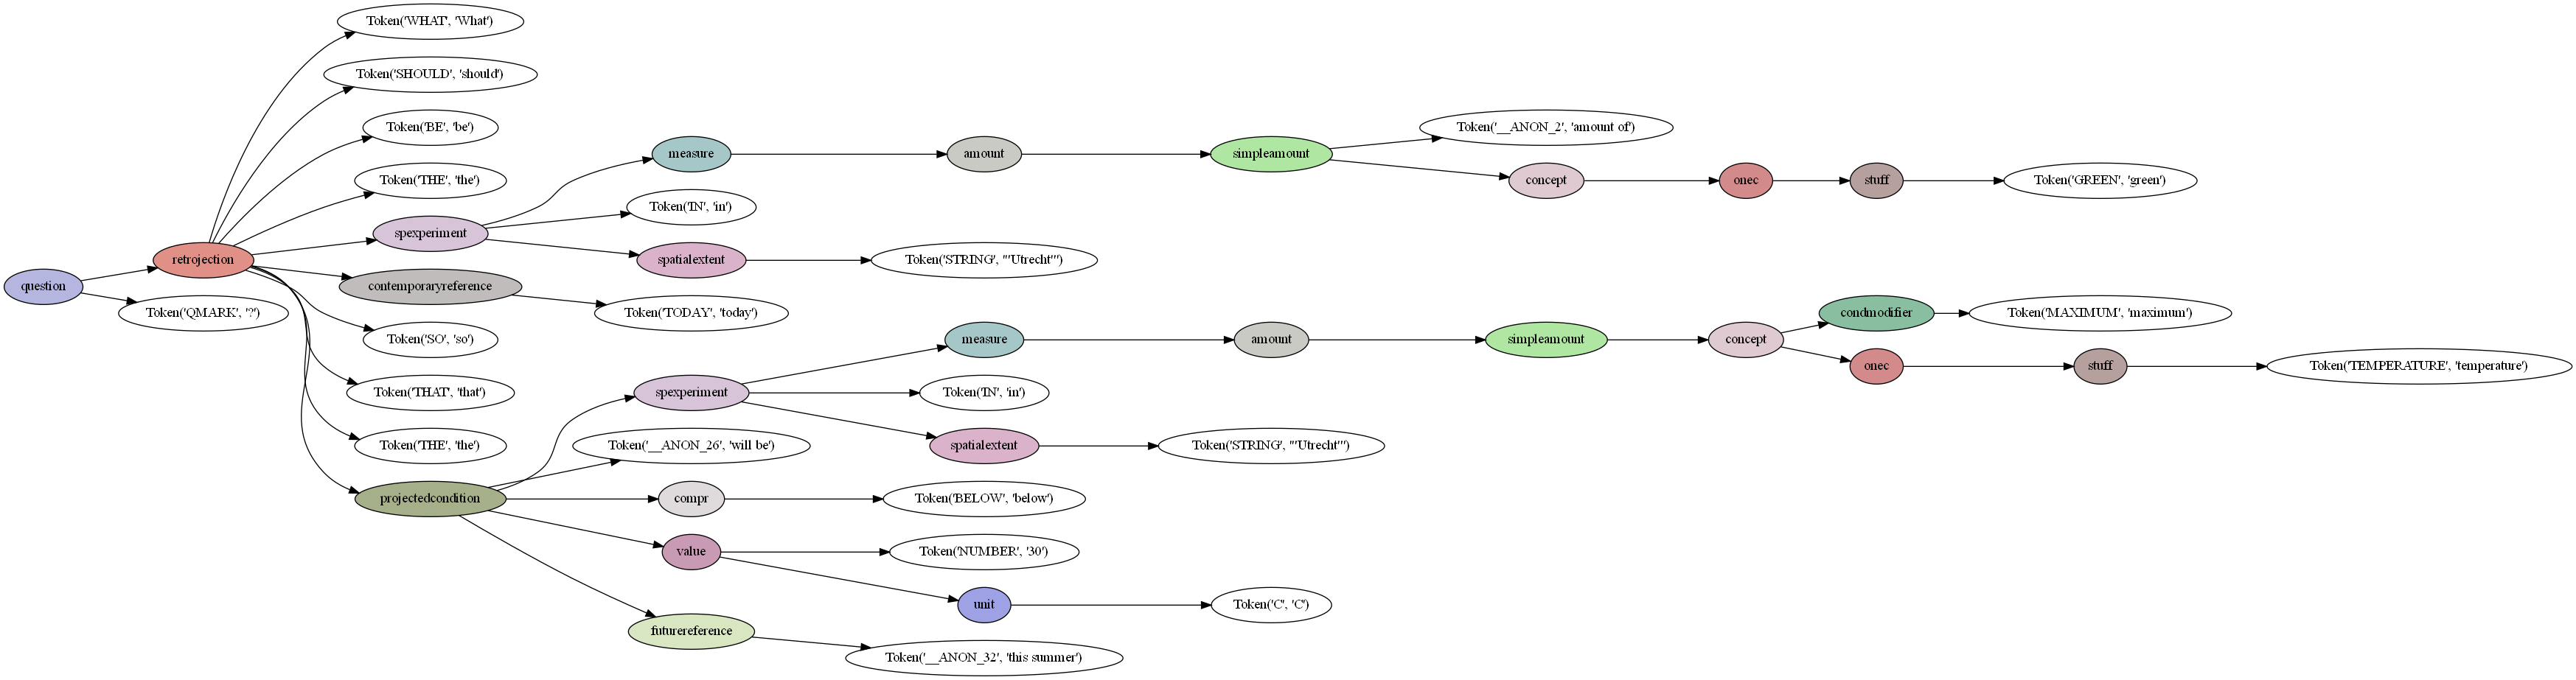 question
retrojection
Token('QMARK', '?')
Token('WHAT', 'What')
Token('SHOULD', 'should')
Token('BE', 'be')
Token('THE', 'the')
spexperiment
measure
amount
simpleamount
Token('__ANON_2', 'amount of')
concept
onec
stuff
Token('GREEN', 'green')
Token('IN', 'in')
spatialextent
Token('STRING', "'Utrecht'")
contemporaryreference
Token('TODAY', 'today')
Token('SO', 'so')
Token('THAT', 'that')
Token('THE', 'the')
projectedcondition
spexperiment
measure
amount
simpleamount
concept
condmodifier
Token('MAXIMUM', 'maximum')
onec
stuff
Token('TEMPERATURE', 'temperature')
Token('IN', 'in')
spatialextent
Token('STRING', "'Utrecht'")
Token('__ANON_26', 'will be')
compr
Token('BELOW', 'below')
value
Token('NUMBER', '30')
unit
Token('C', 'C')
futurereference
Token('__ANON_32', 'this summer')